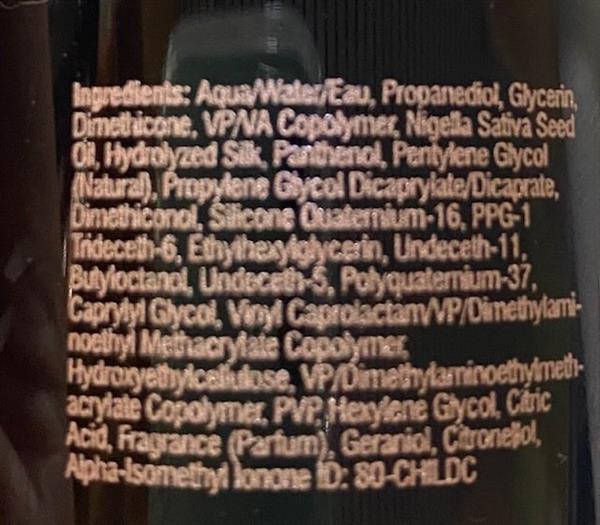 Ingredients: Aqua/Water/Eau, Propanediol, Glycerin,
Dimethicone, VP/VA Copolymer, Nigella Sativa Seed
Oil, Hydrolyzed Silk, Panthenol, Pentylene Glycol
(Natural), Propylene Glycol Dicaprylate/Dicaprate,
Dimethiconol, Silicone Quaternium-16, PPG-1
Trideceth-6, Ethylhexylglycerin, Undeceth-11,
Butyloctanol, Undeceth-5, Polyquaternium-37,
Caprylyl Glycol, Vinyl Caprolactam/VP/Dimethylami-
noethyl Methacrylate Copolymer,
Hydroxyethylcellulose, VP/Dimethylaminoethylmeth-
acrylate Copolymer, PVP, Hexylene Glycol, Citric
Acid, Fragrance (Parfum), Geraniol, Citronellol,
Alpha-Isomethyl Ionone ID: 80-CHILDC